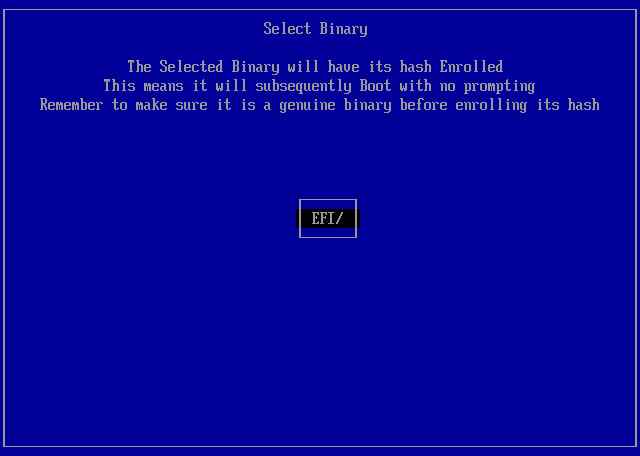 Select Binary
The Selected Binary will have its hash Enrolled
This means it will subsequently Boot with no prompting
Remember to make sure it is a genuine binary before enrolling its hash
EFI/